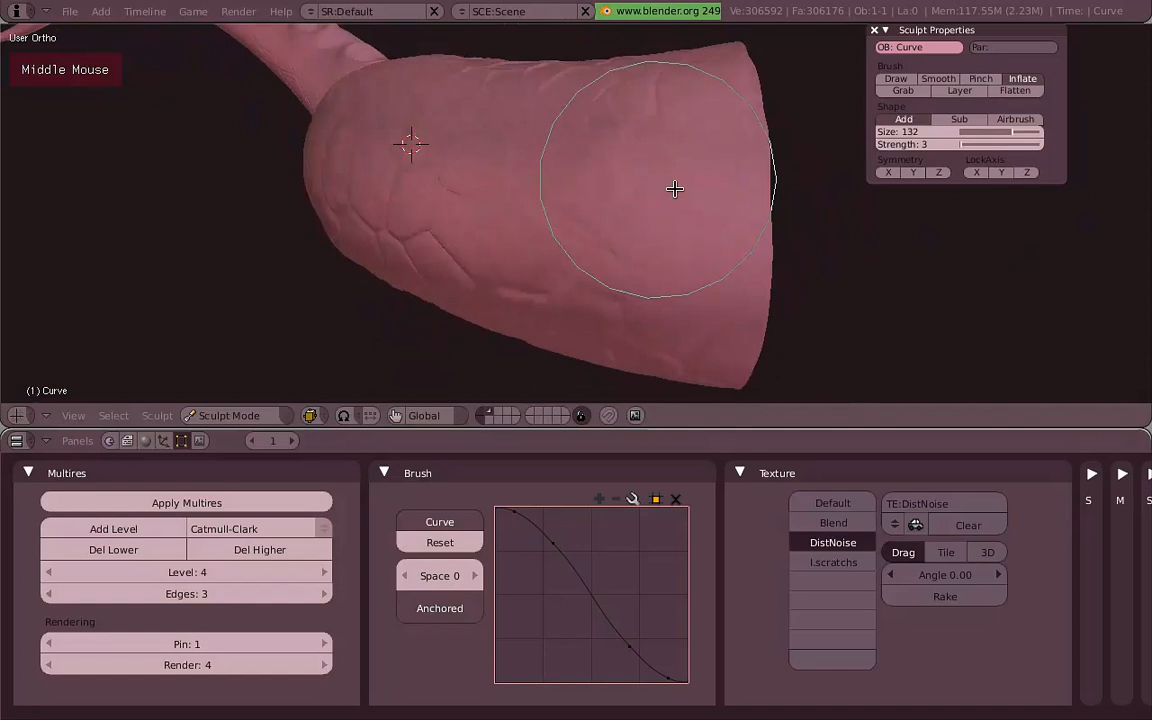 File Add Timeline Game Render Help SR:Default SCE:Scene www.blender.org 249 Ve:306592 | Fa:306176 | Ob:1-1 | La:0 | Mem:117.55M (2.23M) | Time: | Curve
User Ortho
Middle Mouse
Sculpt Properties
OB: Curve Par:
Brush
Draw Smooth Pinch Inflate
Grab Layer Flatten
Shape
Add Sub Airbrush
Size: 132
Strength: 3
Symmetry LockAxis
X Y Z X Y Z
(1) Curve
View Select Sculpt Sculpt Mode Global
Panels 1
Multires
Apply Multires
Add Level Catmull-Clark
Del Lower Del Higher
Level: 4
Edges: 3
Rendering
Pin: 1
Render: 4
Brush
Curve
Reset
Space 0
Anchored
Texture
Default
Blend
DistNoise
I.scratchs
TE:DistNoise
Clear
Drag Tile 3D
Angle 0.00
Rake
S M S